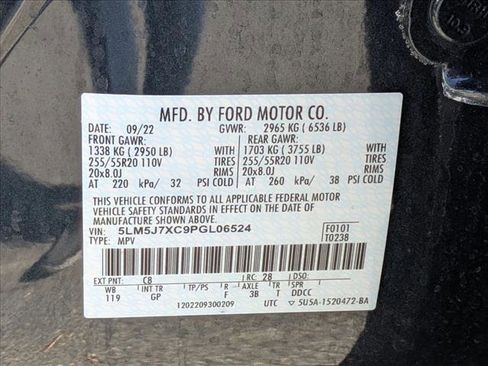 MFD. BY FORD MOTOR CO.
DATE: 09/22 GVWR: 2965 KG ( 6536 LB)
FRONT GAWR: REAR GAWR:
1338 KG ( 2950 LB) WITH 1703 KG ( 3755 LB) WITH
255/55R20 110V TIRES 255/55R20 110V TIRES
20x8.0J RIMS 20x8.0J RIMS
AT 220 kPa/ 32 PSI COLD AT 260 kPa/ 38 PSI COLD
THIS VEHICLE CONFORMS TO ALL APPLICABLE FEDERAL MOTOR
VEHICLE SAFETY AND THEFT PREVENTION STANDARDS IN EFFECT
ON THE DATE OF MANUFACTURE SHOWN ABOVE.
VIN: 5LM5J7XC9PGL06524 F0101
TYPE: MPV T0238
EXT PNT: C8 RC: 28 DSO:
WB INT TR TP/PS R AXLE TR SPR
119 GP F 3B T DDCC
1202209300209 UTC 5U5A-1520472-BA